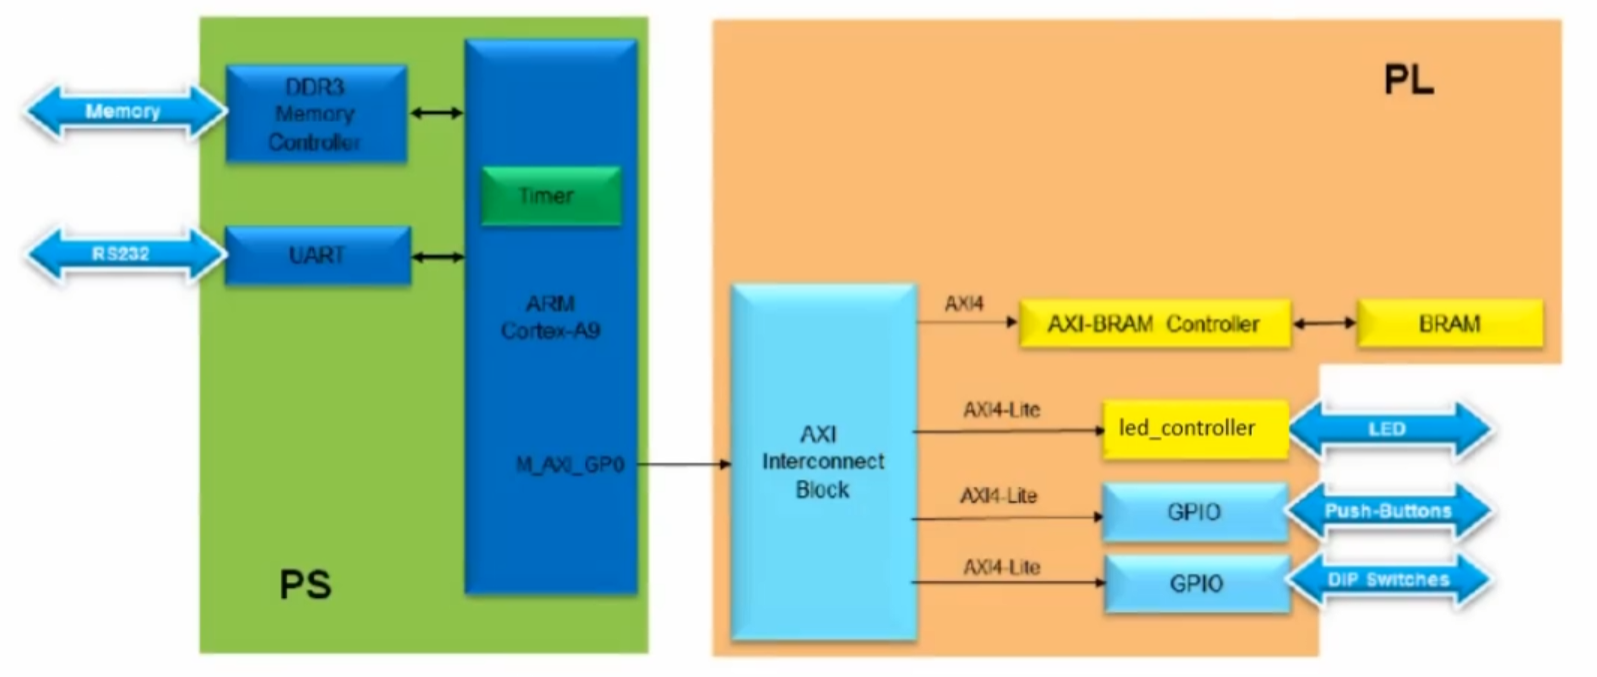 Memory
DDR3
Memory
Controller
RS232
UART
Timer
ARM
Cortex-A9
M_AXI_GP0
PS
PL
AXI
Interconnect
Block
AXI4
AXI-BRAM Controller
BRAM
AXI4-Lite
led_controller
LED
AXI4-Lite
GPIO
Push-Buttons
AXI4-Lite
GPIO
DIP Switches